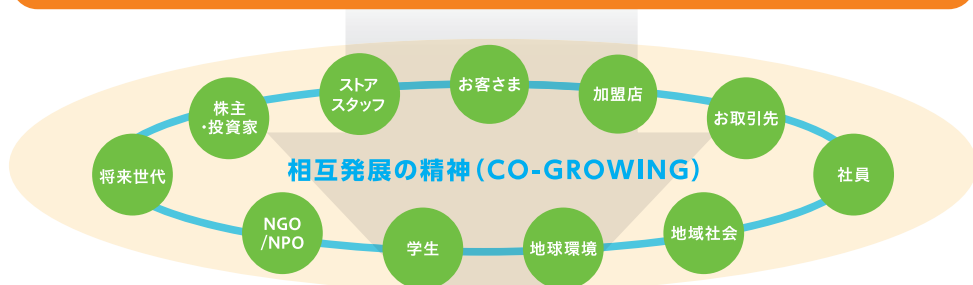 お客さま
ストア
スタッフ
加盟店
株主
・投資家
お取引先
将来世代
相互発展の精神(CO-GROWING)
社員
NGO
/NPO
学生
地球環境
地域社会